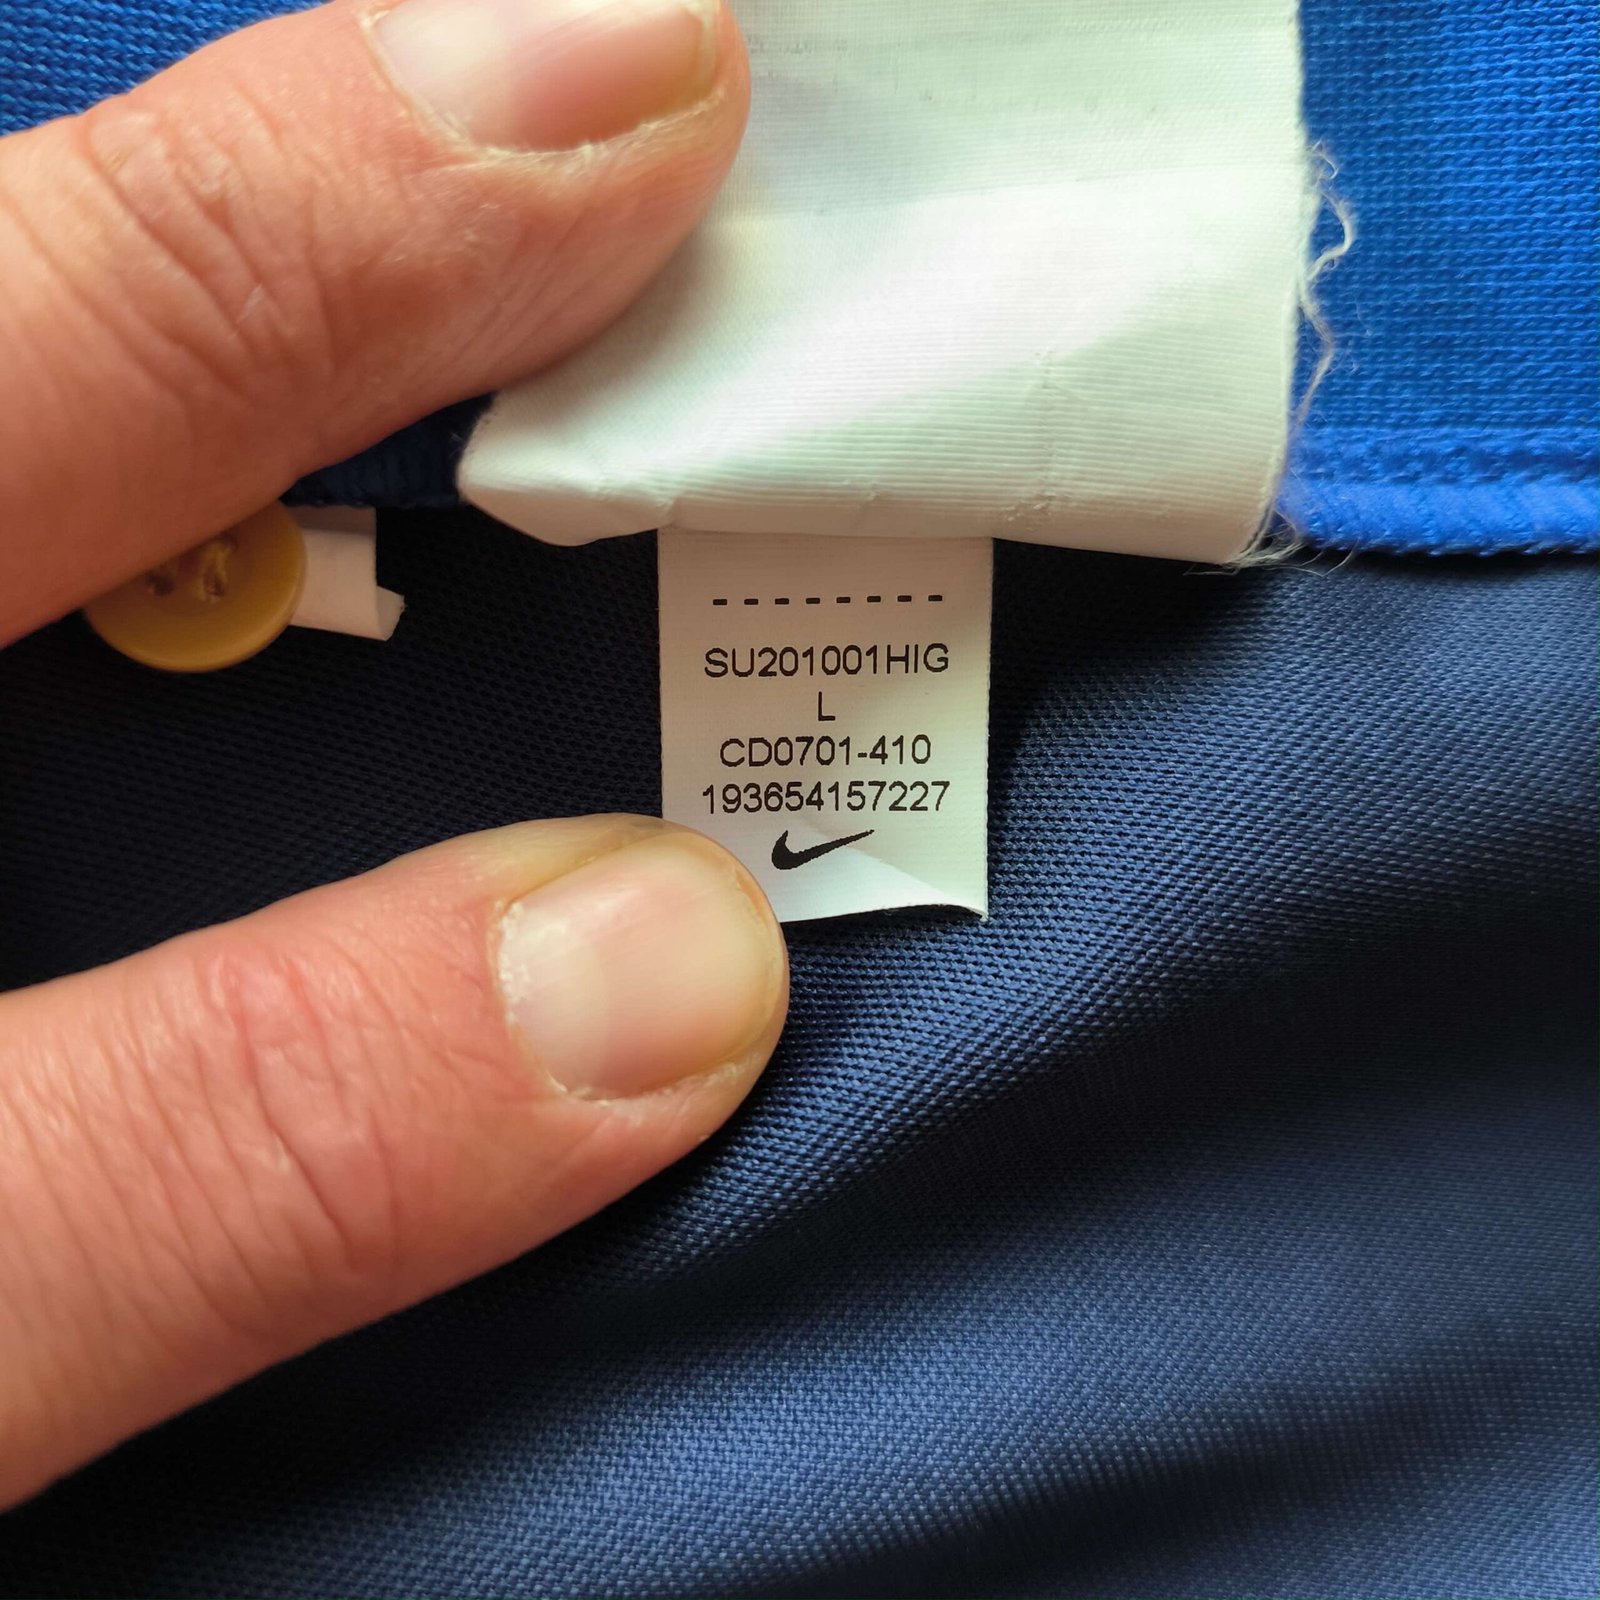 --------
SU201001HIG
L
CD0701-410
193654157227